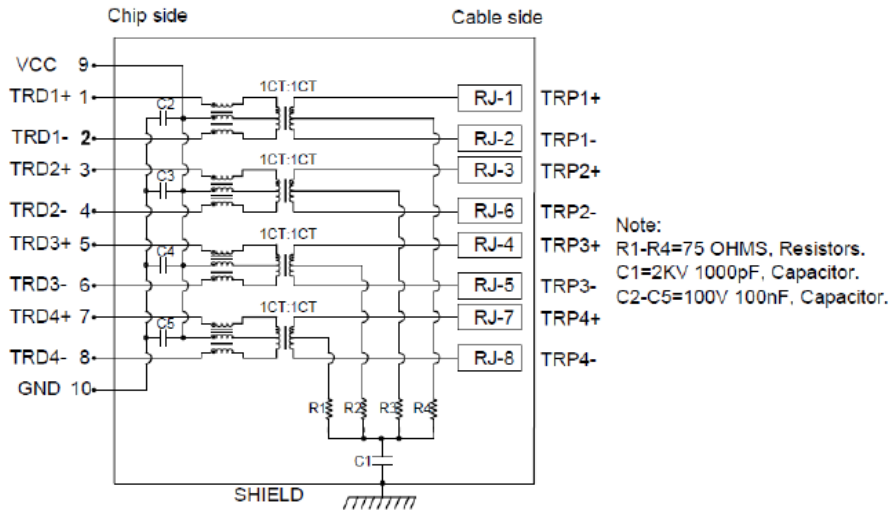 Chip side
Cable side
VCC 9
TRD1+ 1
C2
1CT:1CT
RJ-1
TRP1+
TRD1- 2
RJ-2
TRP1-
TRD2+ 3
C3
1CT:1CT
RJ-3
TRP2+
TRD2- 4
RJ-6
TRP2-
TRD3+ 5
C4
1CT:1CT
RJ-4
TRP3+
TRD3- 6
RJ-5
TRP3-
TRD4+ 7
C5
1CT:1CT
RJ-7
TRP4+
TRD4- 8
RJ-8
TRP4-
GND 10
R1
R2
R3
R4
C1
SHIELD
Note:
R1-R4=75 OHMS, Resistors.
C1=2KV 1000pF, Capacitor.
C2-C5=100V 100nF, Capacitor.